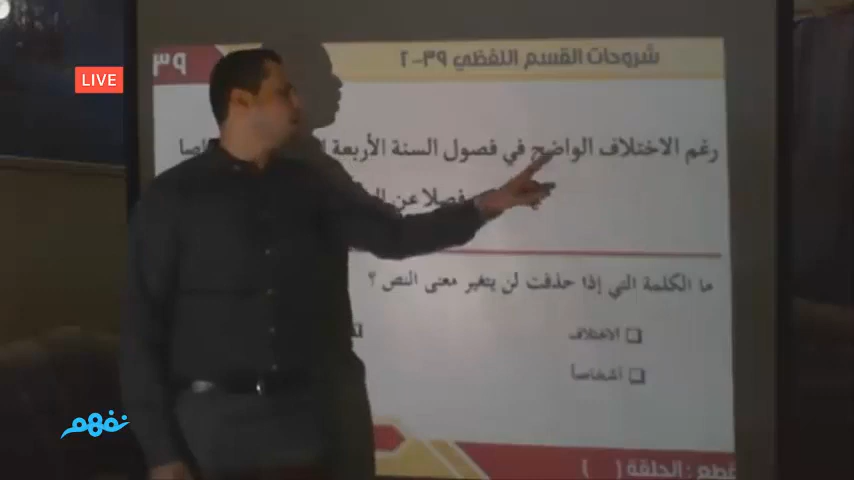 LIVE
شروحات القسم اللفظي ٣٩-٢
٣٩
رغم الاختلاف الواضح في فصول السنة الأربعة
فصلا عن
ما الكلمة التي إذا حذفت لن يتغير معنى النص ؟
الاختلاف
أشخاصاً
قطع : الحلقة ( )
نفهم